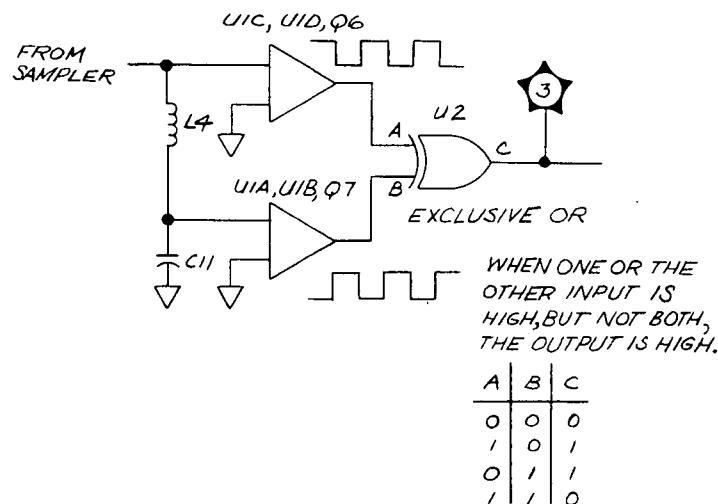 U1C, U1D, Q6
FROM
SAMPLER
3
L4
U2
A
C
B
U1A, U1B, Q7
EXCLUSIVE OR
C11
WHEN ONE OR THE
OTHER INPUT IS
HIGH, BUT NOT BOTH,
THE OUTPUT IS HIGH.
A B C
0 0 0
1 0 1
0 1 1
1 1 0